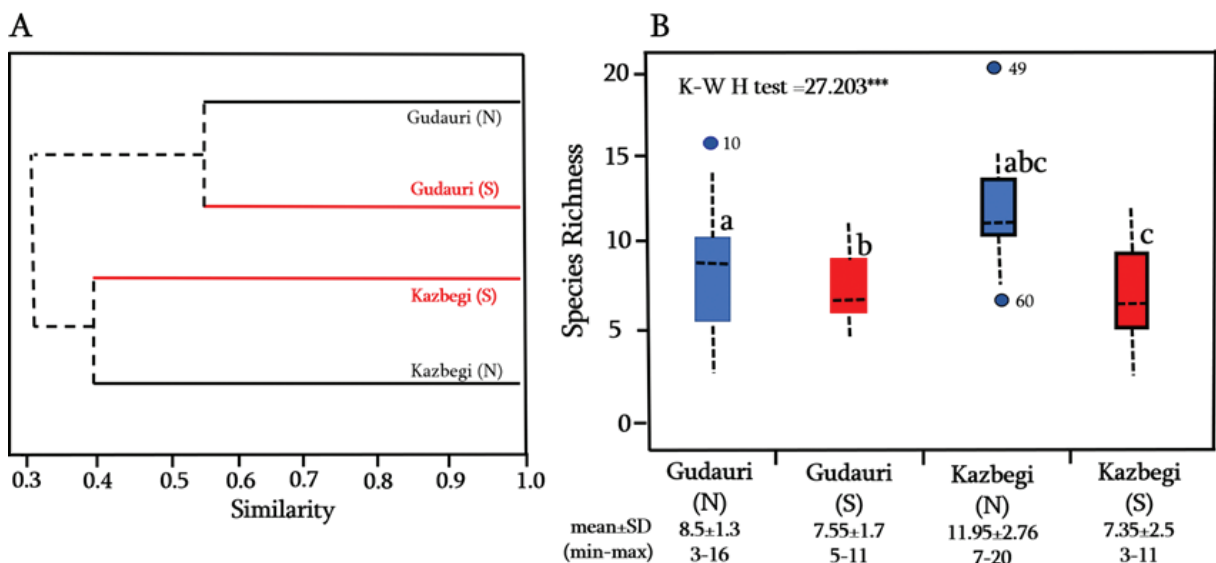 A
Gudauri (N)
Gudauri (S)
Kazbegi (S)
Kazbegi (N)
0.3 0.4 0.5 0.6 0.7 0.8 0.9 1.0
Similarity
B
K-W H test =27.203***
Species Richness
20
15
10
5
0
10
49
60
a
b
abc
c
Gudauri (N) Gudauri (S) Kazbegi (N) Kazbegi (S)
mean±SD 8.5±1.3 7.55±1.7 11.95±2.76 7.35±2.5
(min-max) 3-16 5-11 7-20 3-11